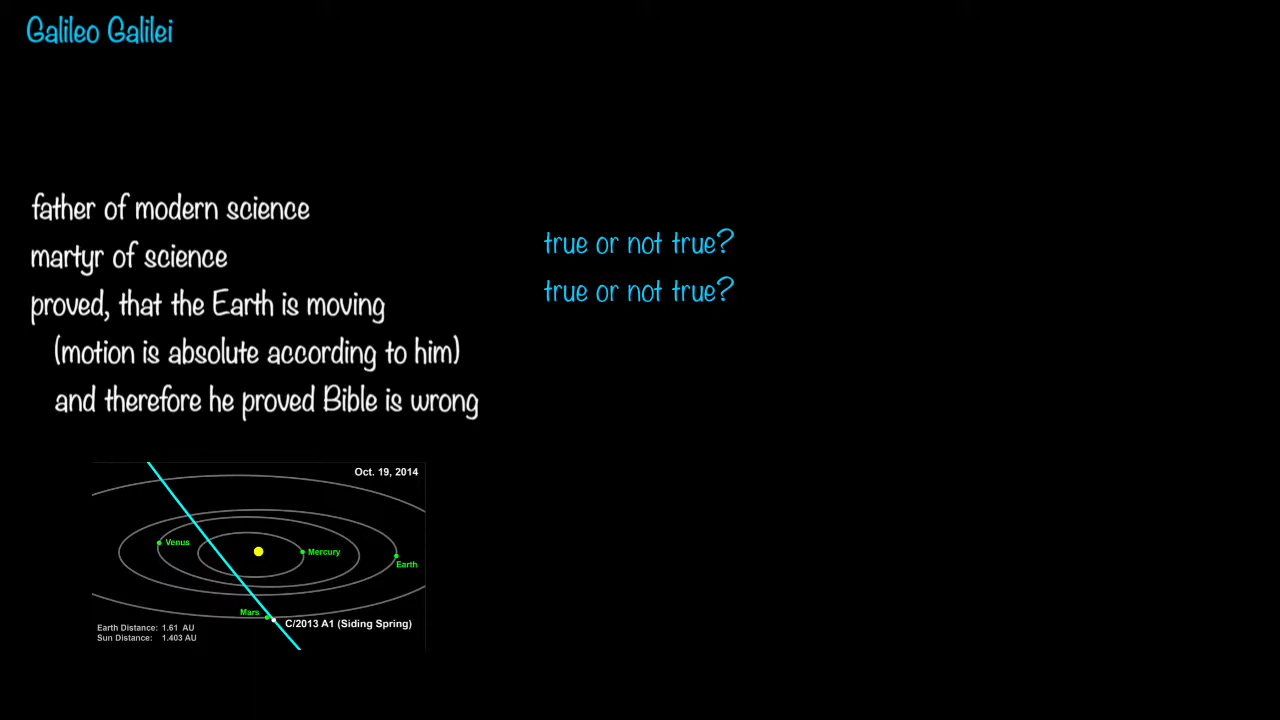 Galileo Galilei
father of modern science
martyr of science
true or not true?
proved, that the Earth is moving
true or not true?
(motion is absolute according to him)
and therefore he proved Bible is wrong
Oct. 19, 2014
Venus
Mercury
Earth
Mars
C/2013 A1 (Siding Spring)
Earth Distance: 1.61 AU
Sun Distance: 1.403 AU